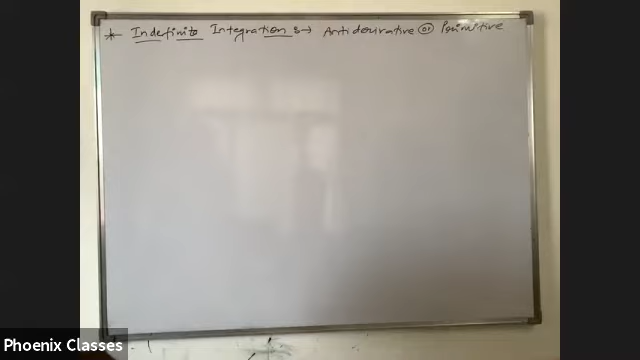 * Indefinite Integration :→ Antiderivative (or) Primitive
Phoenix Classes